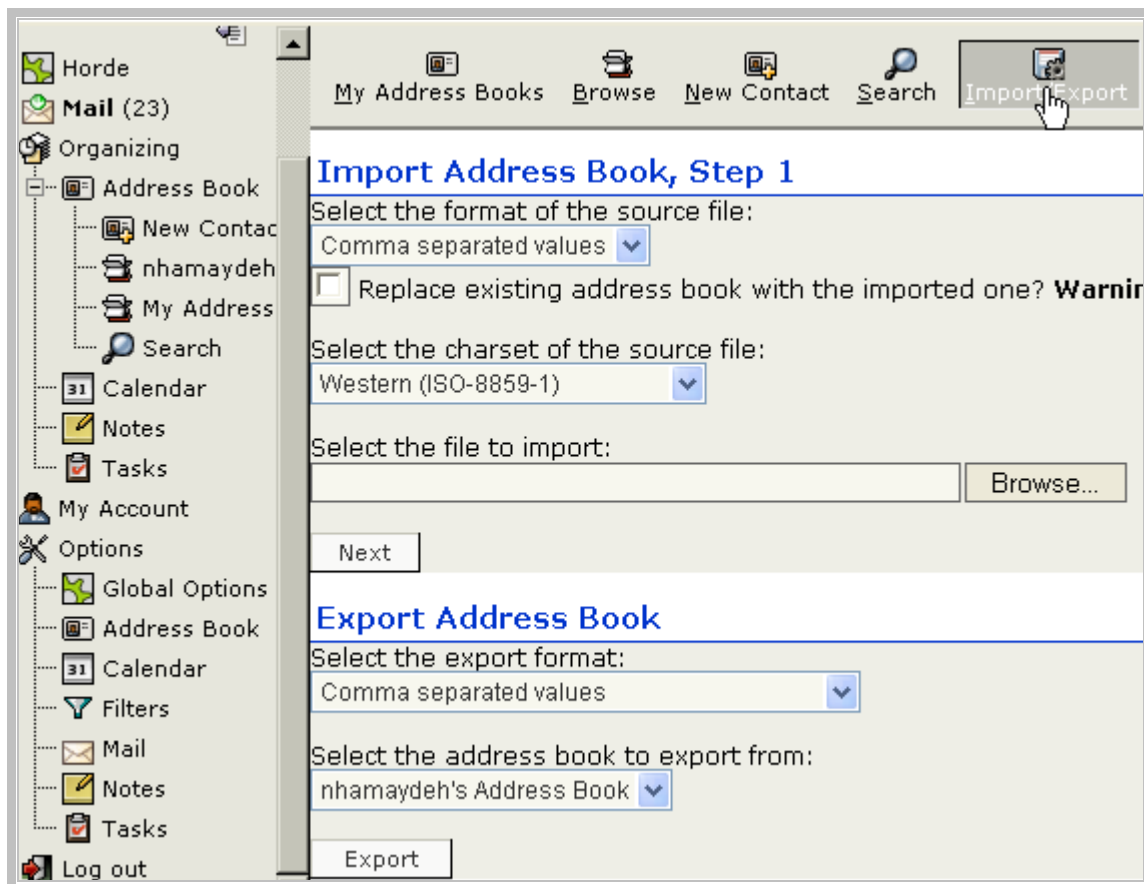 Horde
Mail (23)
Organizing
Address Book
New Contac
nhamaydeh
My Address
Search
31 Calendar
Notes
Tasks
My Account
Options
Global Options
Address Book
31 Calendar
Filters
Mail
Notes
Tasks
Log out
My Address Books Browse New Contact Search Import/Export
Import Address Book, Step 1
Select the format of the source file:
Comma separated values
Replace existing address book with the imported one? Warnin
Select the charset of the source file:
Western (ISO-8859-1)
Select the file to import:
Browse...
Next
Export Address Book
Select the export format:
Comma separated values
Select the address book to export from:
nhamaydeh's Address Book
Export